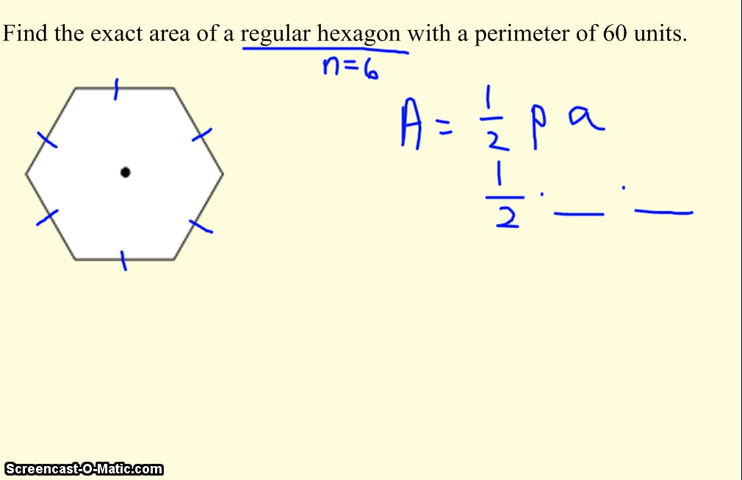 Find the exact area of a regular hexagon with a perimeter of 60 units.
n=6
A = 1/2 p a
1/2 · __ · __
Screencast-O-Matic.com